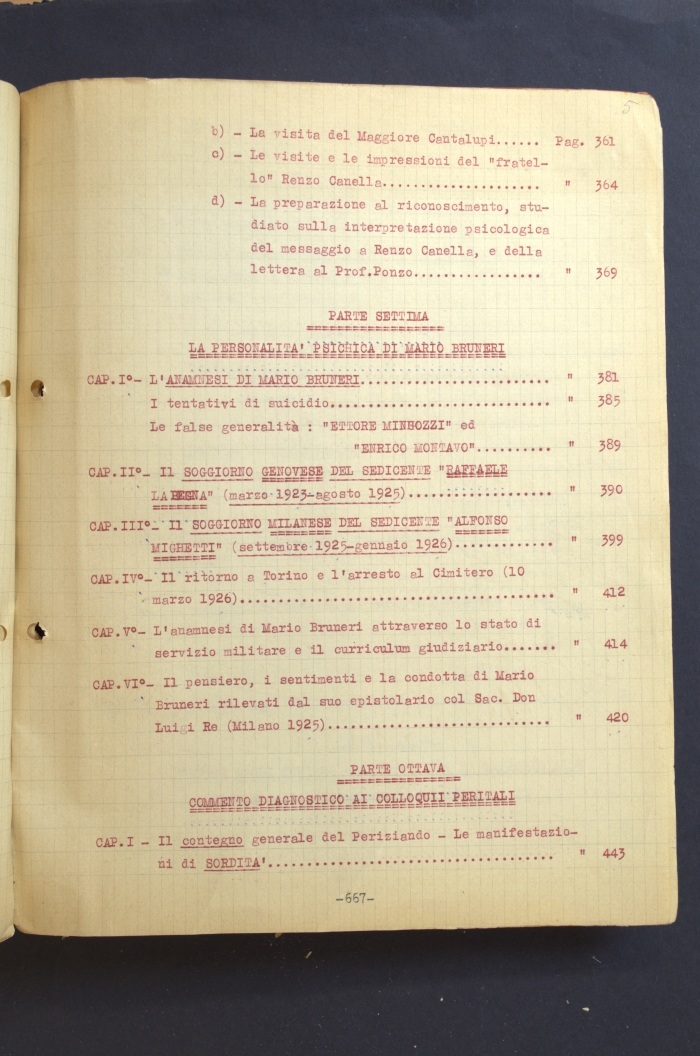 5
b) - La visita del Maggiore Cantalupi...... Pag. 361
c) - Le visite e le impressioni del "fratel-
lo" Renzo Canella..................... " 364
d) - La preparazione al riconoscimento, stu-
diato sulla interpretazione psicologica
del messaggio a Renzo Canella, e della
lettera al Prof.Ponzo................. " 369
PARTE SETTIMA
LA PERSONALITA' PSICHICA DI MARIO BRUNERI
CAP.I°- L'ANAMNESI DI MARIO BRUNERI......................... " 381
I tentativi di suicidio............................. " 385
Le false generalità : "ETTORE MINGOZZI" ed
"ENRICO MONTAVO".......... " 389
CAP.II°- Il SOGGIORNO GENOVESE DEL SEDICENTE "RAFFAELE
LABEGNA" (marzo 1923-agosto 1925)................... " 390
CAP.III°- Il SOGGIORNO MILANESE DEL SEDICENTE "ALFONSO
MIGHETTI" (settembre 1925-gennaio 1926)............. " 399
CAP.IV°- Il ritorno a Torino e l'arresto al Cimitero (10
marzo 1926)......................................... " 412
CAP.V°- L'anamnesi di Mario Bruneri attraverso lo stato di
servizio militare e il curriculum giudiziario....... " 414
CAP.VI°- Il pensiero, i sentimenti e la condotta di Mario
Bruneri rilevati dal suo epistolario col Sac. Don
Luigi Re (Milano 1925).............................. " 420
PARTE OTTAVA
COMMENTO DIAGNOSTICO AI COLLOQUII PERITALI
CAP.I - Il contegno generale del Periziando - Le manifestazio-
ni di SORDITA'...................................... " 443
-667-